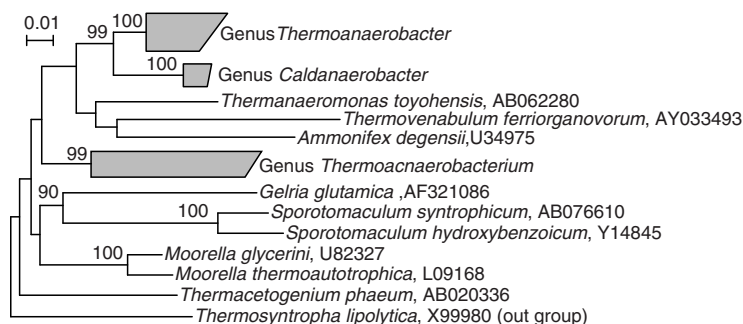 0.01
100
99
Genus Thermoanaerobacter
100
Genus Caldanaerobacter
Thermanaeromonas toyohensis, AB062280
Thermovenabulum ferriorganovorum, AY033493
Ammonifex degensii,U34975
99
Genus Thermoacnaerobacterium
90
Gelria glutamica ,AF321086
100
Sporotomaculum syntrophicum, AB076610
Sporotomaculum hydroxybenzoicum, Y14845
100
Moorella glycerini, U82327
Moorella thermoautotrophica, L09168
Thermacetogenium phaeum, AB020336
Thermosyntropha lipolytica, X99980 (out group)